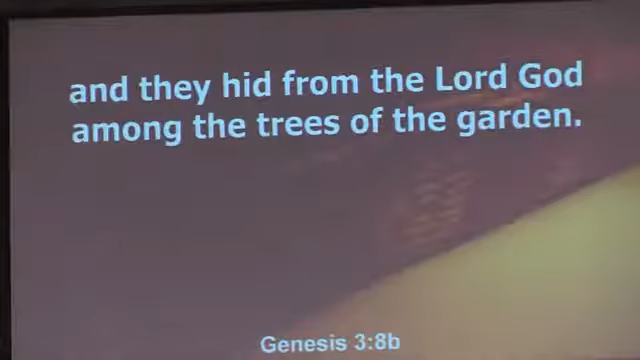 and they hid from the Lord God
among the trees of the garden.
Genesis 3:8b